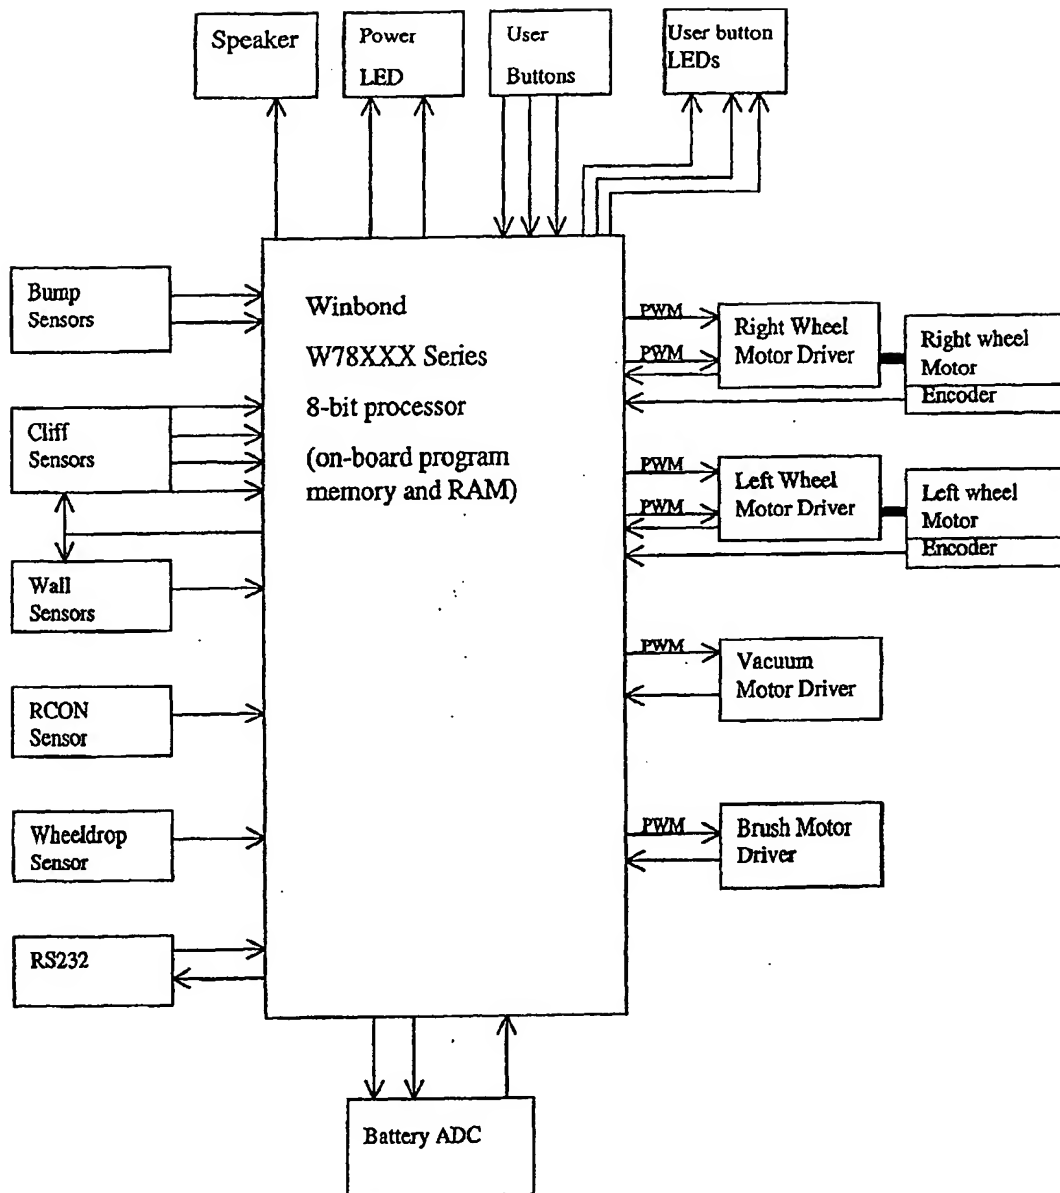 Speaker
Power
LED
User
Buttons
User button
LEDs
Bump
Sensors
Cliff
Sensors
Wall
Sensors
RCON
Sensor
Wheeldrop
Sensor
RS232
Winbond
W78XXX Series
8-bit processor
(on-board program
memory and RAM)
PWM
PWM
Right Wheel
Motor Driver
Right wheel
Motor
Encoder
PWM
PWM
Left Wheel
Motor Driver
Left wheel
Motor
Encoder
PWM
Vacuum
Motor Driver
PWM
Brush Motor
Driver
Battery ADC